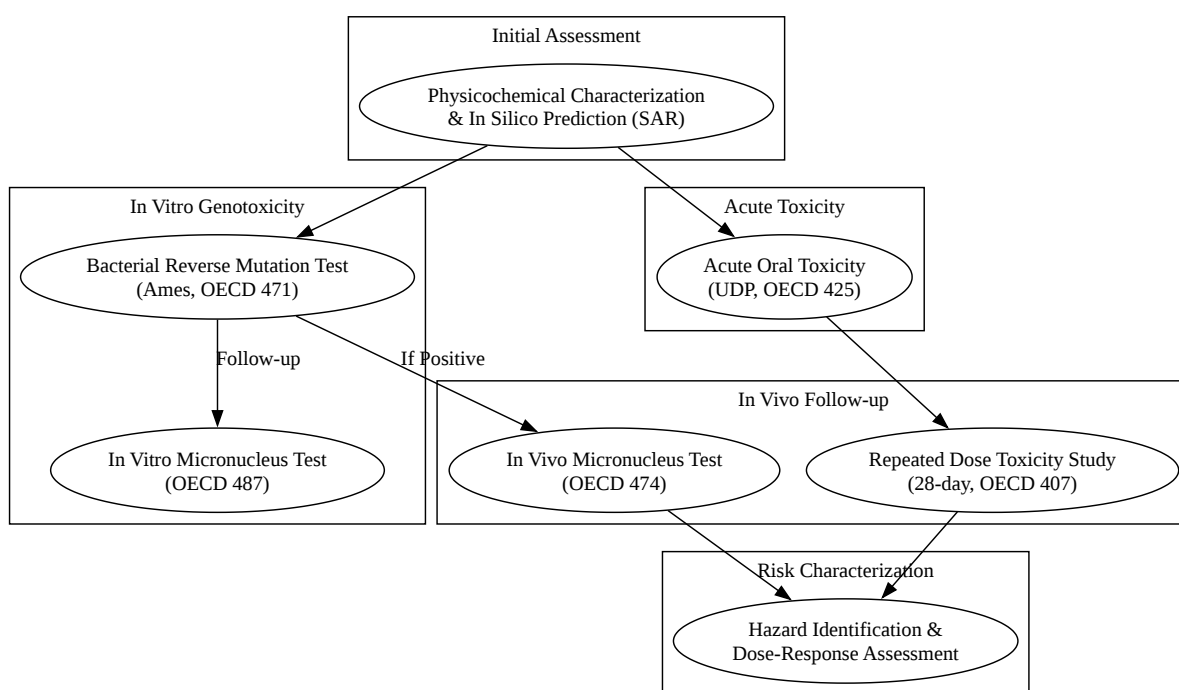 Initial Assessment
Physicochemical Characterization
& In Silico Prediction (SAR)
In Vitro Genotoxicity
Acute Toxicity
Bacterial Reverse Mutation Test
(Ames, OECD 471)
Acute Oral Toxicity
(UDP, OECD 425)
Follow-up
If Positive
In Vivo Follow-up
In Vitro Micronucleus Test
(OECD 487)
In Vivo Micronucleus Test
(OECD 474)
Repeated Dose Toxicity Study
(28-day, OECD 407)
Risk Characterization
Hazard Identification &
Dose-Response Assessment